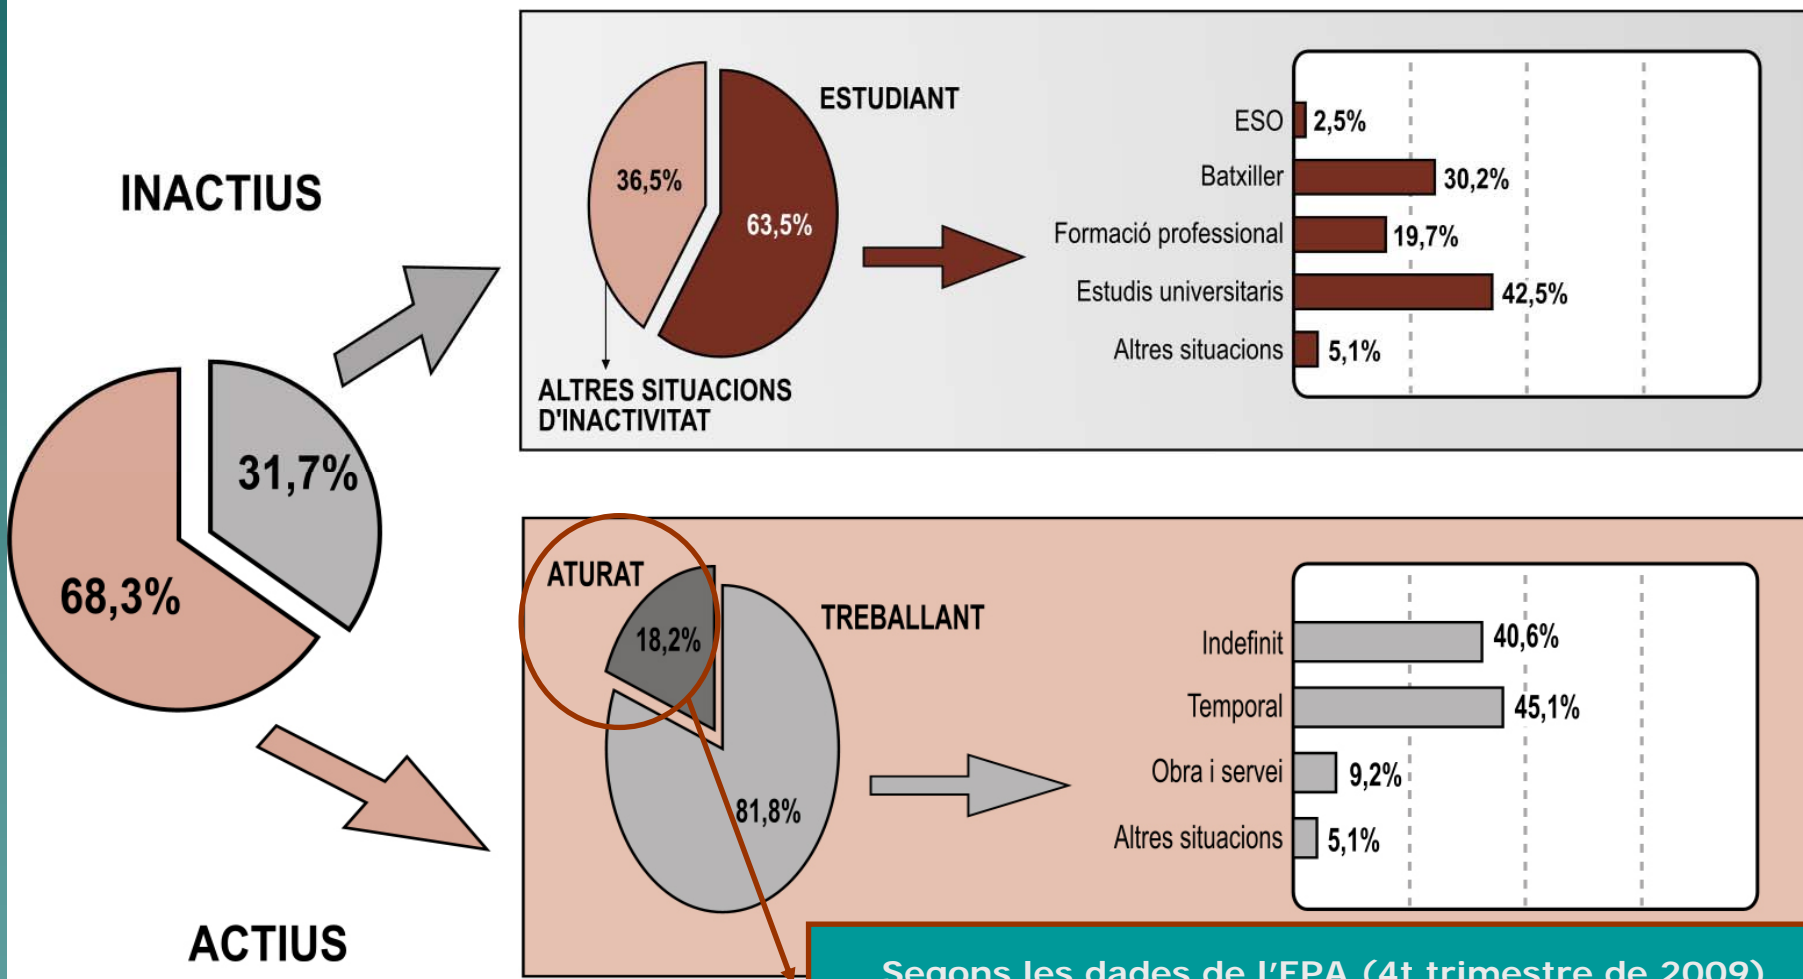 INACTIUS
31,7%
68,3%
ACTIUS
ESTUDIANT
36,5%
63,5%
ALTRES SITUACIONS
D'INACTIVITAT
ESO 2,5%
Batxiller 30,2%
Formació professional 19,7%
Estudis universitaris 42,5%
Altres situacions 5,1%
ATURAT
18,2%
TREBALLANT
81,8%
Indefinit 40,6%
Temporal 45,1%
Obra i servei 9,2%
Altres situacions 5,1%
Segons les dades de l'EPA (4t trimestre de 2009)